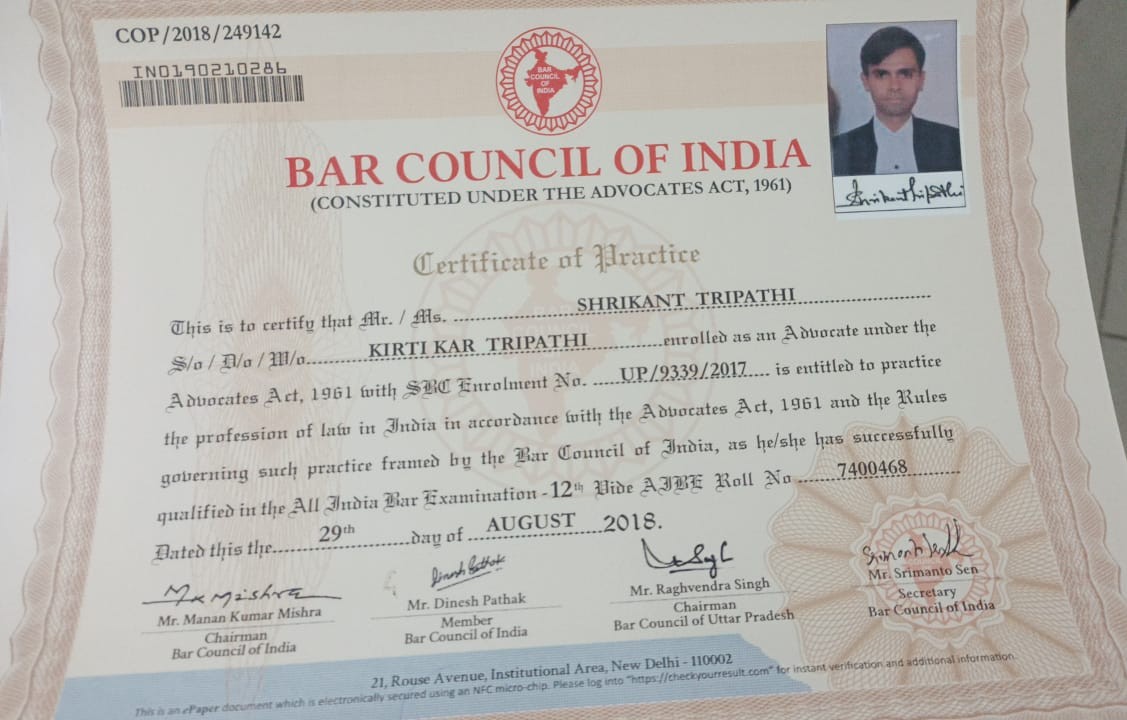 COP/2018/249142
IN0190210286
BAR
COUNCIL
OF
INDIA
BAR COUNCIL OF INDIA
(CONSTITUTED UNDER THE ADVOCATES ACT, 1961)
Shrikant Tripathi
Certificate of Practice
This is to certify that Mr. / Ms. SHRIKANT TRIPATHI
S/o / D/o / W/o KIRTI KAR TRIPATHI enrolled as an Advocate under the
Advocates Act, 1961 with SBC Enrolment No. UP/9339/2017 is entitled to practice
the profession of law in India in accordance with the Advocates Act, 1961 and the Rules
governing such practice framed by the Bar Council of India, as he/she has successfully
qualified in the All India Bar Examination - 12th Vide AIBE Roll No 7400468
Dated this the 29th day of AUGUST 2018.
Mr. Manan Kumar Mishra
Chairman
Bar Council of India
Dinesh Pathak
Mr. Dinesh Pathak
Member
Bar Council of India
Mr. Raghvendra Singh
Chairman
Bar Council of Uttar Pradesh
Mr. Srimanto Sen
Secretary
Bar Council of India
21, Rouse Avenue, Institutional Area, New Delhi - 110002
This is an ePaper document which is electronically secured using an NFC micro-chip. Please log into "https://checkyourresult.com" for instant verification and additional information.